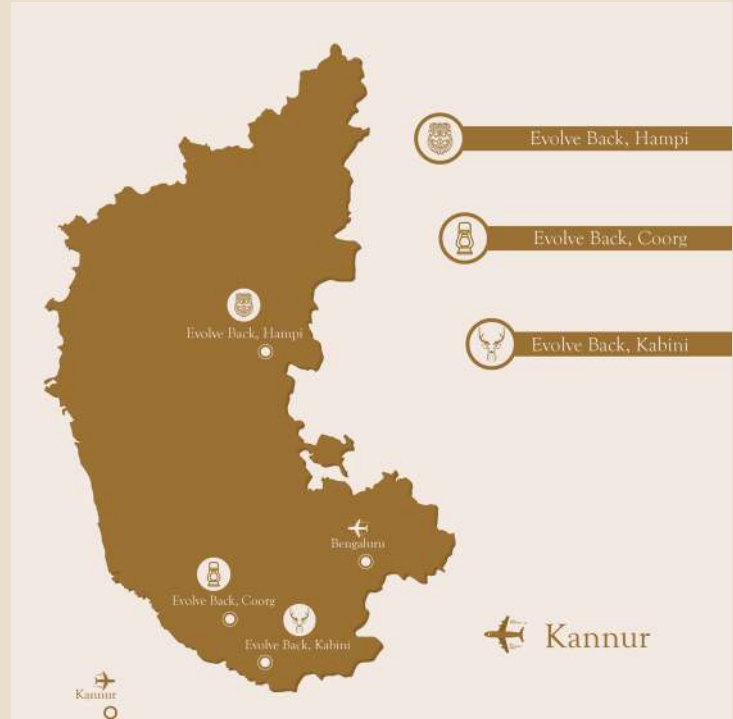 Evolve Back, Hampi
Evolve Back, Coorg
Evolve Back, Kabini
Evolve Back, Hampi
Bengaluru
Evolve Back, Coorg
Evolve Back, Kabini
Kannur
Kannur